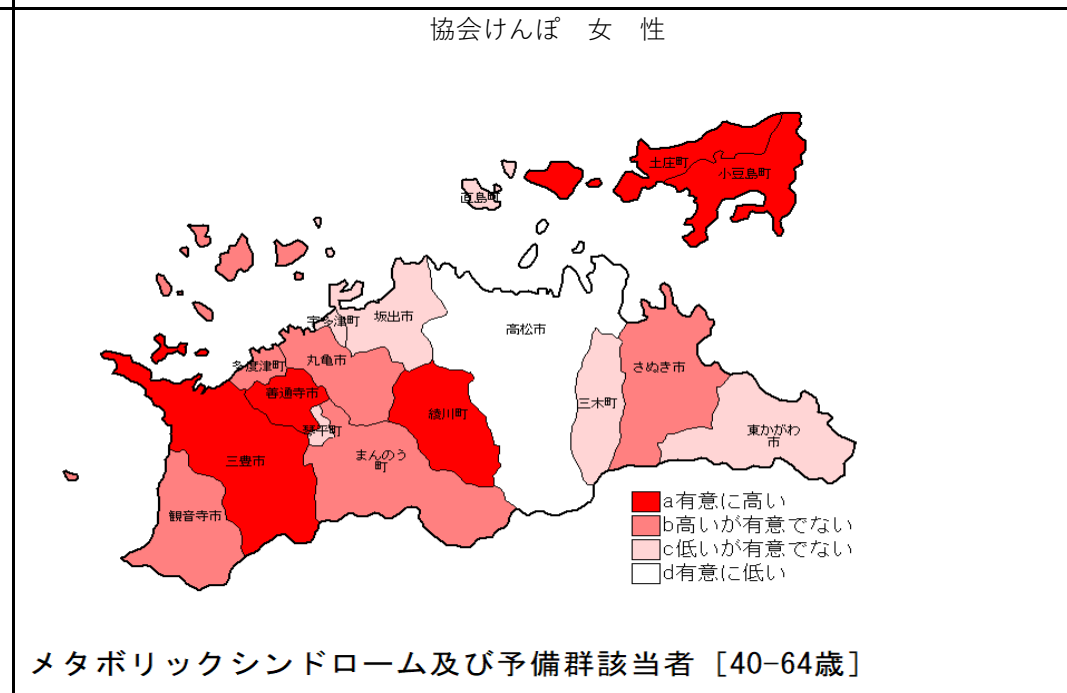 協会けんぽ 女 性
土庄町
小豆島町
直島町
宇多津町
坂出市
高松市
多度津町
丸亀市
さぬき市
善通寺市
三木町
綾川町
琴平町
東かがわ
市
まんのう
町
三豊市
観音寺市
a有意に高い
b高いが有意でない
c低いが有意でない
d有意に低い
メタボリックシンドローム及び予備群該当者［40-64歳］